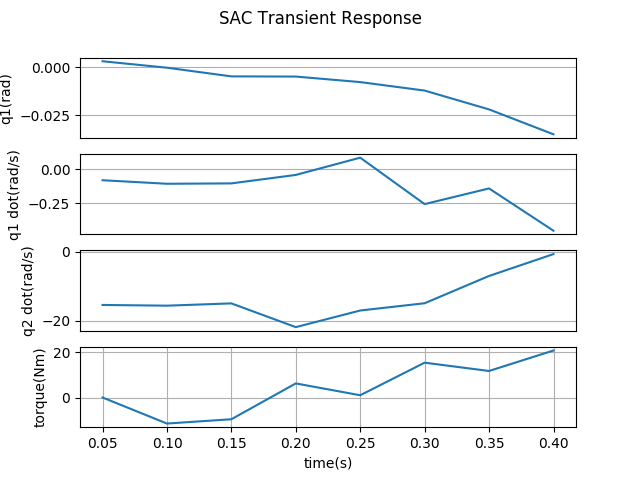 SAC Transient Response
q1(rad)
0.000
−0.025
q1 dot(rad/s)
0.00
−0.25
q2 dot(rad/s)
0
−20
torque(Nm)
20
0
0.05 0.10 0.15 0.20 0.25 0.30 0.35 0.40
time(s)